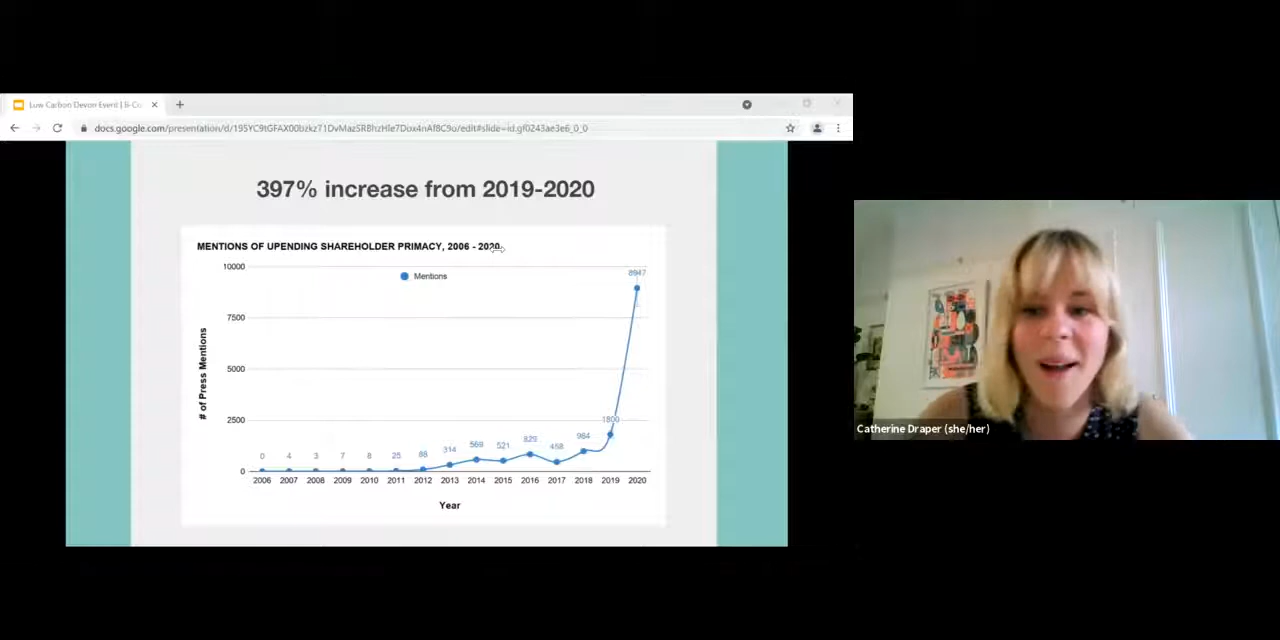 Low Carbon Devon Event | B-Co
397% increase from 2019-2020
MENTIONS OF UPENDING SHAREHOLDER PRIMACY, 2006 - 2020
Mentions
# of Press Mentions
10000
7500
5000
2500
0
0 4 3 7 8 25 88 314 569 521 829 458 984 1800 8947
2006 2007 2008 2009 2010 2011 2012 2013 2014 2015 2016 2017 2018 2019 2020
Year
Catherine Draper (she/her)